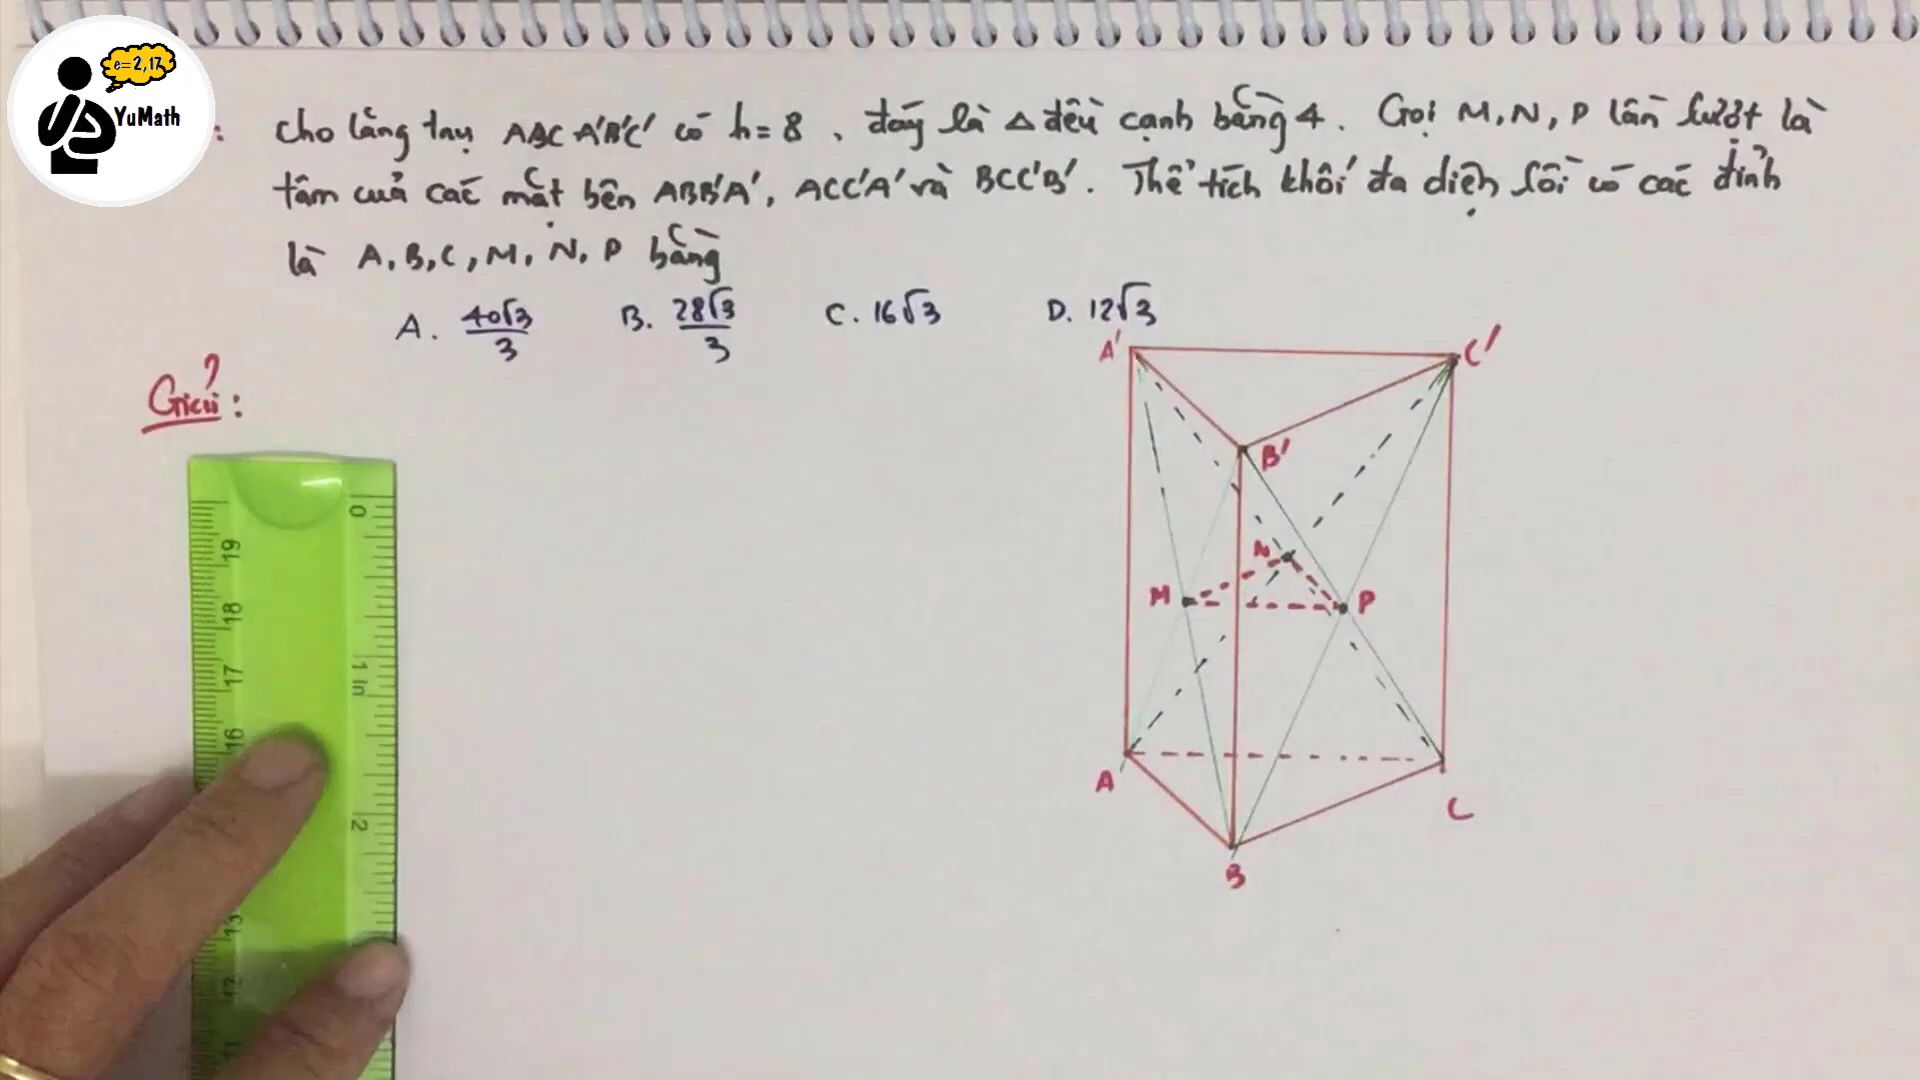 e=2,17
YuMath
: Cho lăng trụ ABC A'B'C' có h = 8, đáy là Δ đều cạnh bằng 4. Gọi M, N, P lần lượt là
tâm của các mặt bên ABB'A', ACC'A' và BCC'B'. Thể tích khối đa diện lồi có các đỉnh
là A, B, C, M, N, P bằng
A. 40√3/3 B. 28√3/3 C. 16√3 D. 12√3
Giải:
A' C'
B'
N
M P
A C
B
0
19
18
1 in
17
16
2
13
12
11